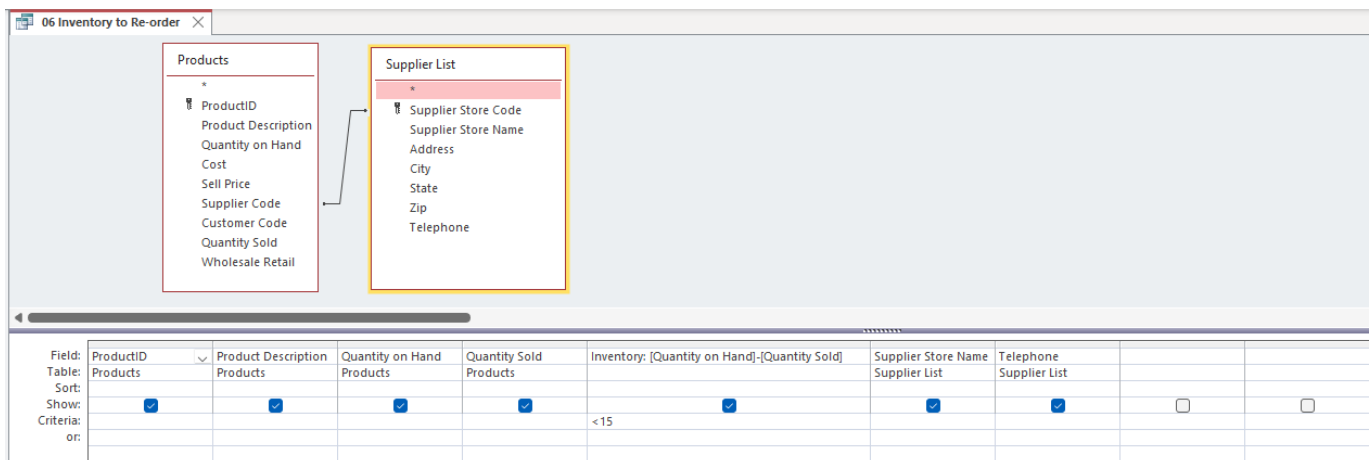 06 Inventory to Re-order
Products
*
ProductID
Product Description
Quantity on Hand
Cost
Sell Price
Supplier Code
Customer Code
Quantity Sold
Wholesale Retail
Supplier List
*
Supplier Store Code
Supplier Store Name
Address
City
State
Zip
Telephone
Field: ProductID Product Description Quantity on Hand Quantity Sold Inventory: [Quantity on Hand]-[Quantity Sold] Supplier Store Name Telephone
Table: Products Products Products Products Supplier List Supplier List
Sort:
Show:
Criteria: <15
or: